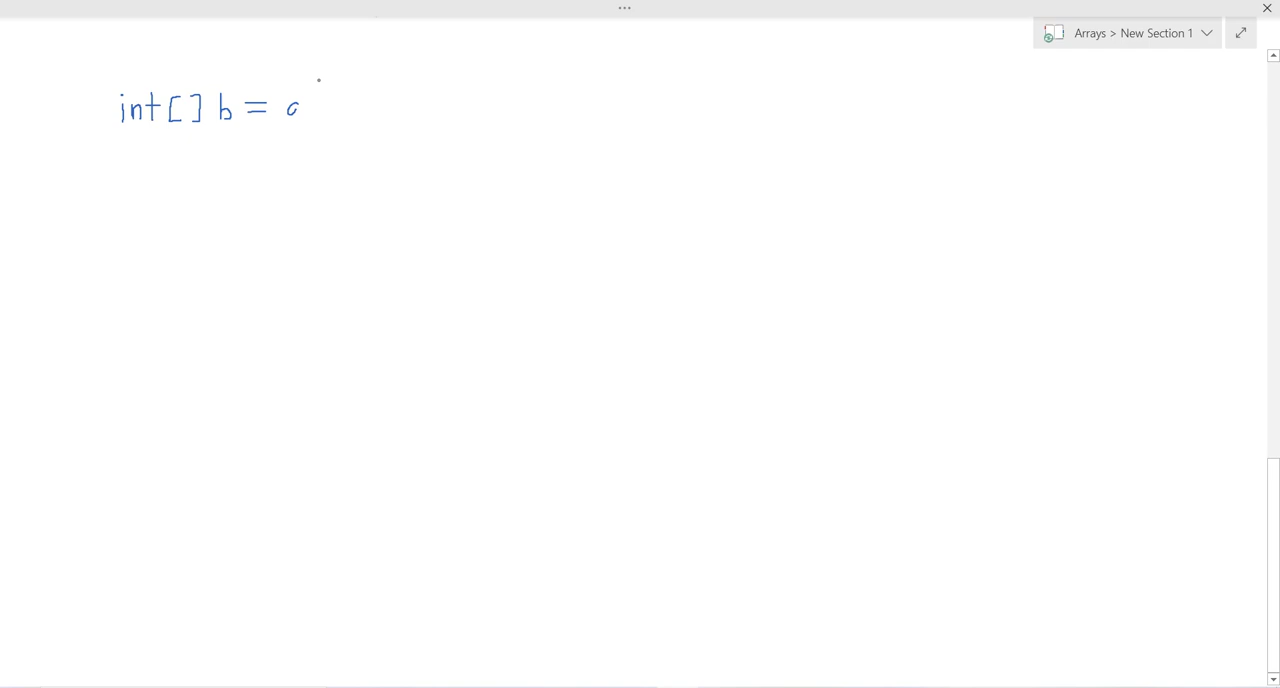 Arrays > New Section 1
int[] b = a